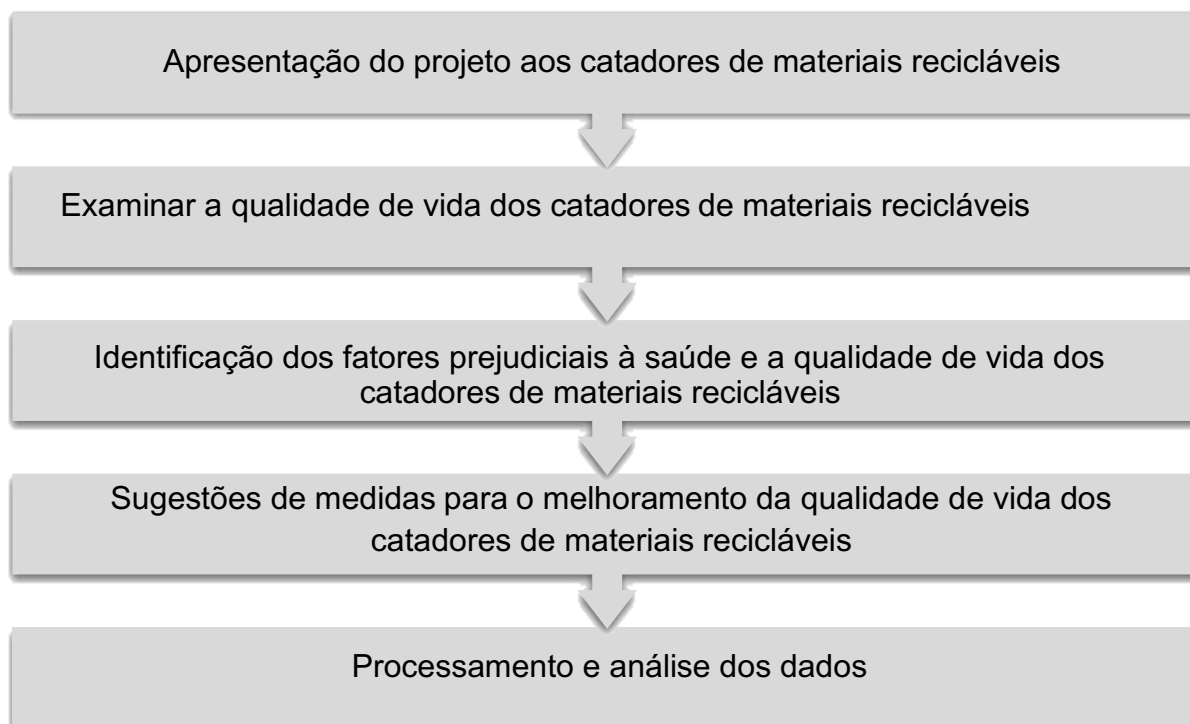 Apresentação do projeto aos catadores de materiais recicláveis
Examinar a qualidade de vida dos catadores de materiais recicláveis
Identificação dos fatores prejudiciais à saúde e a qualidade de vida dos
catadores de materiais recicláveis
Sugestões de medidas para o melhoramento da qualidade de vida dos
catadores de materiais recicláveis
Processamento e análise dos dados